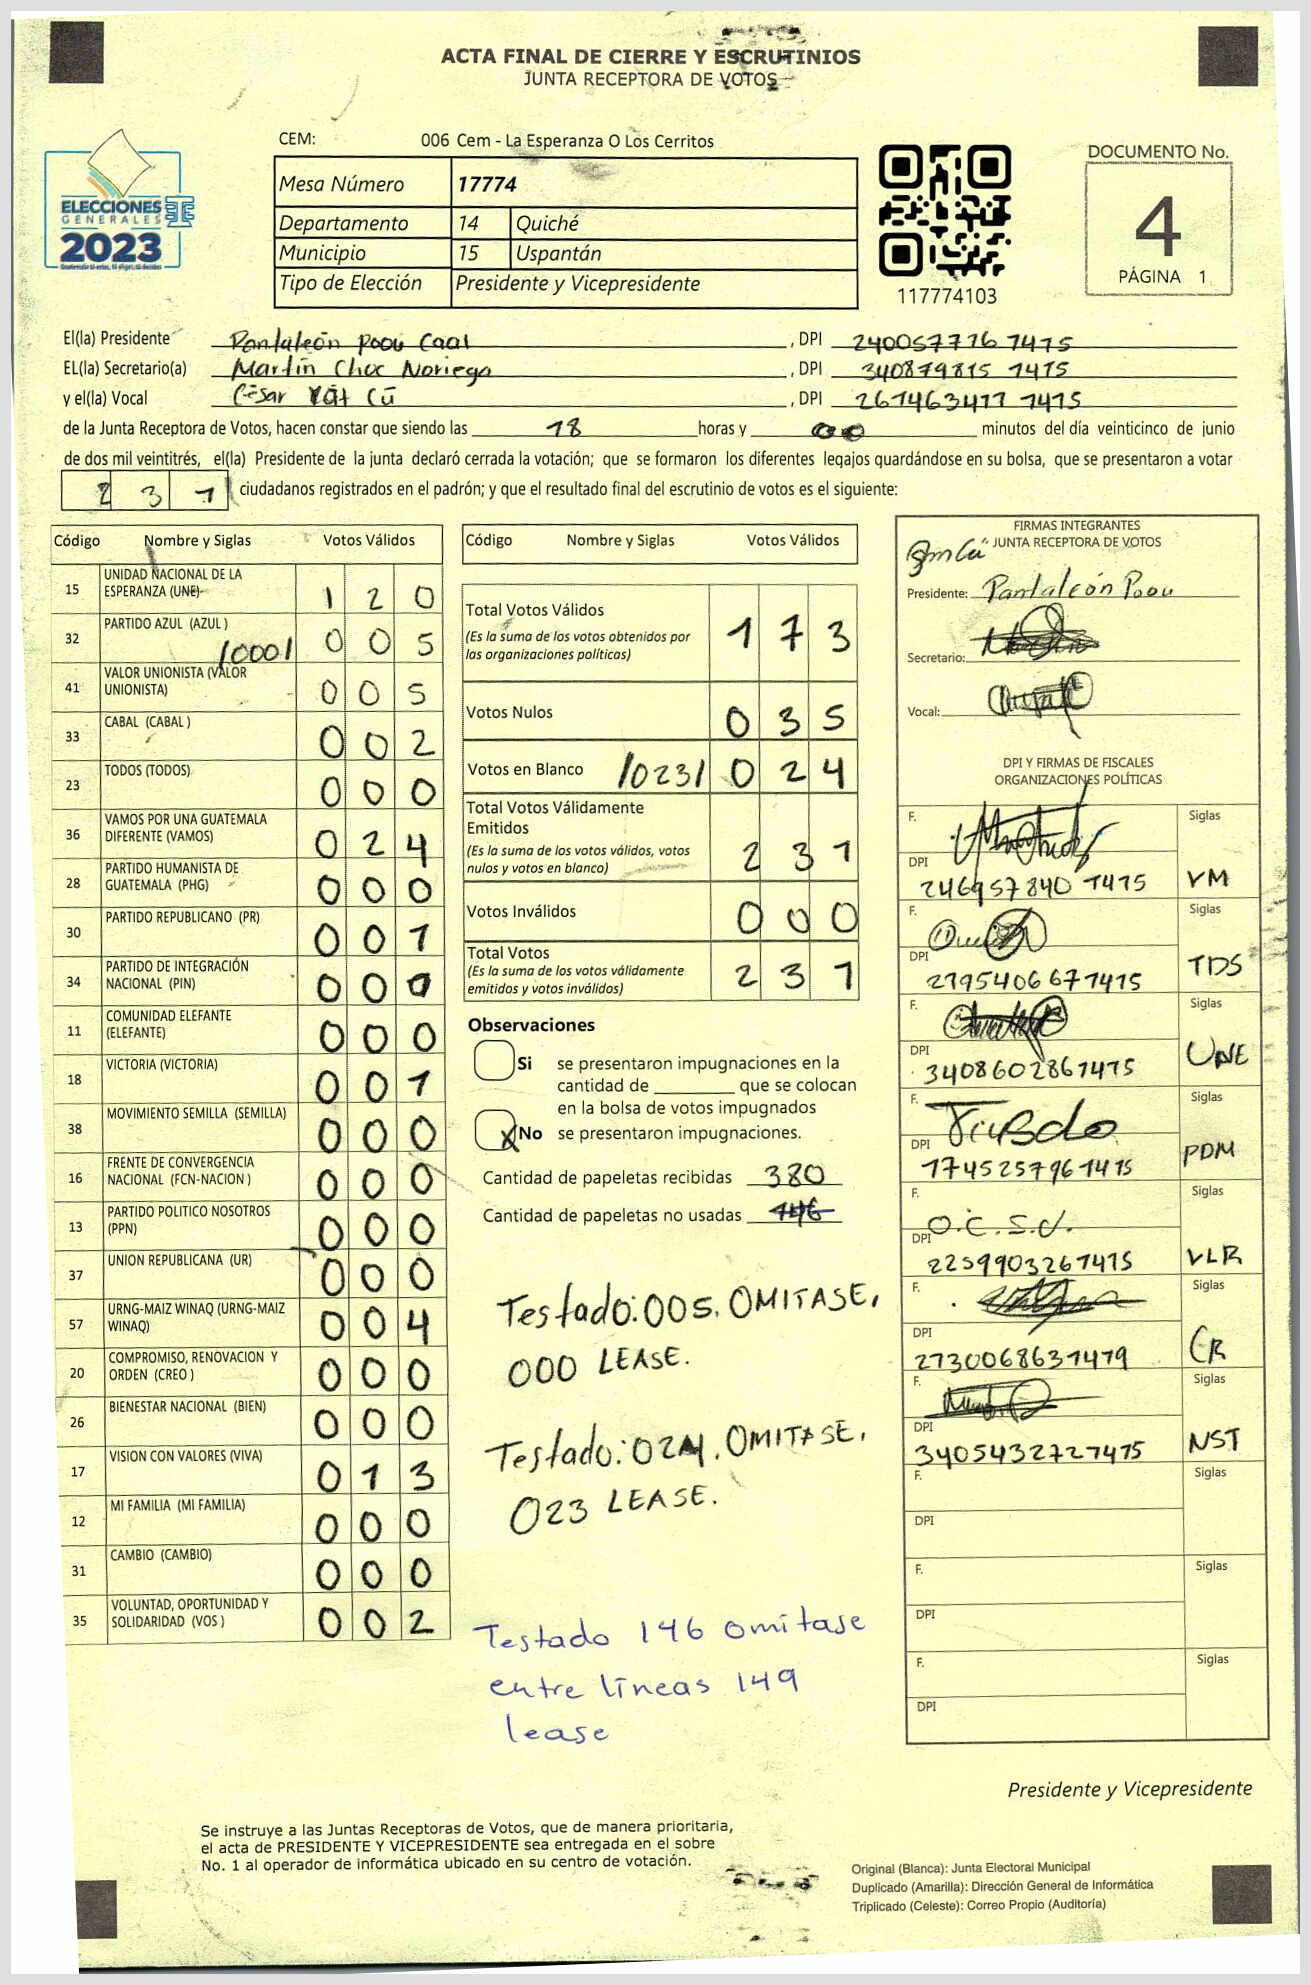 ACTA FINAL DE CIERRE Y ESCRUTINIOS
JUNTA RECEPTORA DE VOTOS
CEM: 006 Cem - La Esperanza O Los Cerritos
ELECCIONES
GENERALES
2023
Mesa Número 17774
Departamento 14 Quiché
Municipio 15 Uspantán
Tipo de Elección Presidente y Vicepresidente
117774103
DOCUMENTO No.
4
PÁGINA 1
El(la) Presidente Pantaleón Poou Caal, DPI 240057776 1415
EL(la) Secretario(a) Martín Choc Noriega, DPI 340879815 1415
y el(la) Vocal César Yat Cú, DPI 261463417 1415
de la Junta Receptora de Votos, hacen constar que siendo las 18 horas y 00 minutos del día veinticinco de junio
de dos mil veintitrés, el(la) Presidente de la junta declaró cerrada la votación; que se formaron los diferentes legajos guardándose en su bolsa, que se presentaron a votar
231 ciudadanos registrados en el padrón; y que el resultado final del escrutinio de votos es el siguiente:
Código Nombre y Siglas Votos Válidos
15 UNIDAD NACIONAL DE LA ESPERANZA (UNE) 1 2 0
32 PARTIDO AZUL (AZUL ) /000/ 0 0 5
41 VALOR UNIONISTA (VALOR UNIONISTA) 0 0 5
33 CABAL (CABAL ) 0 0 2
23 TODOS (TODOS) 0 0 0
36 VAMOS POR UNA GUATEMALA DIFERENTE (VAMOS) 0 2 4
28 PARTIDO HUMANISTA DE GUATEMALA (PHG) 0 0 0
30 PARTIDO REPUBLICANO (PR) 0 0 1
34 PARTIDO DE INTEGRACIÓN NACIONAL (PIN) 0 0 0
11 COMUNIDAD ELEFANTE (ELEFANTE) 0 0 0
18 VICTORIA (VICTORIA) 0 0 1
38 MOVIMIENTO SEMILLA (SEMILLA) 0 0 0
16 FRENTE DE CONVERGENCIA NACIONAL (FCN-NACION ) 0 0 0
13 PARTIDO POLITICO NOSOTROS (PPN) 0 0 0
37 UNION REPUBLICANA (UR) 0 0 0
57 URNG-MAIZ WINAQ (URNG-MAIZ WINAQ) 0 0 4
20 COMPROMISO, RENOVACION Y ORDEN (CREO ) 0 0 0
26 BIENESTAR NACIONAL (BIEN) 0 0 0
17 VISION CON VALORES (VIVA) 0 1 3
12 MI FAMILIA (MI FAMILIA) 0 0 0
31 CAMBIO (CAMBIO) 0 0 0
35 VOLUNTAD, OPORTUNIDAD Y SOLIDARIDAD (VOS ) 0 0 2
Código Nombre y Siglas Votos Válidos
Total Votos Válidos 1 7 3
(Es la suma de los votos obtenidos por
las organizaciones políticas)
Votos Nulos 0 3 5
Votos en Blanco /023/ 0 2 4
Total Votos Válidamente
Emitidos 2 3 1
(Es la suma de los votos válidos, votos
nulos y votos en blanco)
Votos Inválidos 0 0 0
Total Votos 2 3 1
(Es la suma de los votos válidamente
emitidos y votos inválidos)
Observaciones
Si se presentaron impugnaciones en la
cantidad de ________ que se colocan
en la bolsa de votos impugnados
X No se presentaron impugnaciones.
Cantidad de papeletas recibidas 380
Cantidad de papeletas no usadas 146
Testado: 005. OMITASE,
000 LEASE.
Testado: 024. OMITASE,
023 LEASE.
Testado 146 omitase
entre líneas 149
lease
FIRMAS INTEGRANTES
JUNTA RECEPTORA DE VOTOS
Presidente: Pantaleón Poou
Secretario:
Vocal:
DPI Y FIRMAS DE FISCALES
ORGANIZACIONES POLÍTICAS
F. Siglas
DPI 246957840 1415 VM
F. Siglas
DPI 2795406671415 TDS
F. Siglas
DPI 3408602861415 UNE
F. Siglas
DPI 1745257961415 PDM
F. O.C.S.J. Siglas
DPI 2259903261415 VLR
F. Siglas
DPI 2730068631419 CR
F. Siglas
DPI 3405432721415 NST
F. Siglas
DPI
F. Siglas
DPI
F. Siglas
DPI
Presidente y Vicepresidente
Se instruye a las Juntas Receptoras de Votos, que de manera prioritaria,
el acta de PRESIDENTE Y VICEPRESIDENTE sea entregada en el sobre
No. 1 al operador de informática ubicado en su centro de votación.
Original (Blanca): Junta Electoral Municipal
Duplicado (Amarilla): Dirección General de Informática
Triplicado (Celeste): Correo Propio (Auditoría)